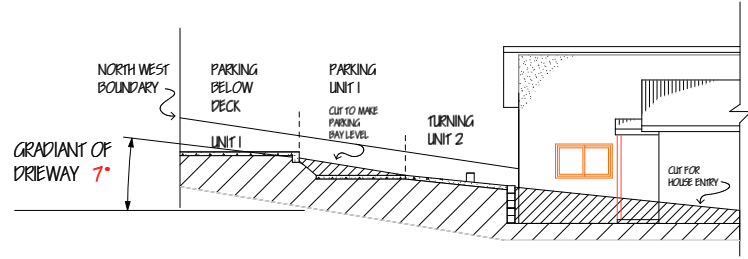 NORTH WEST
BOUNDARY
PARKING
BELOW
DECK
UNIT 1
PARKING
UNIT 1
CUT TO MAKE
PARKING
BAY LEVEL
TURNING
UNIT 2
GRADIANT OF
DRIEWAY 7°
CUT FOR
HOUSE ENTRY